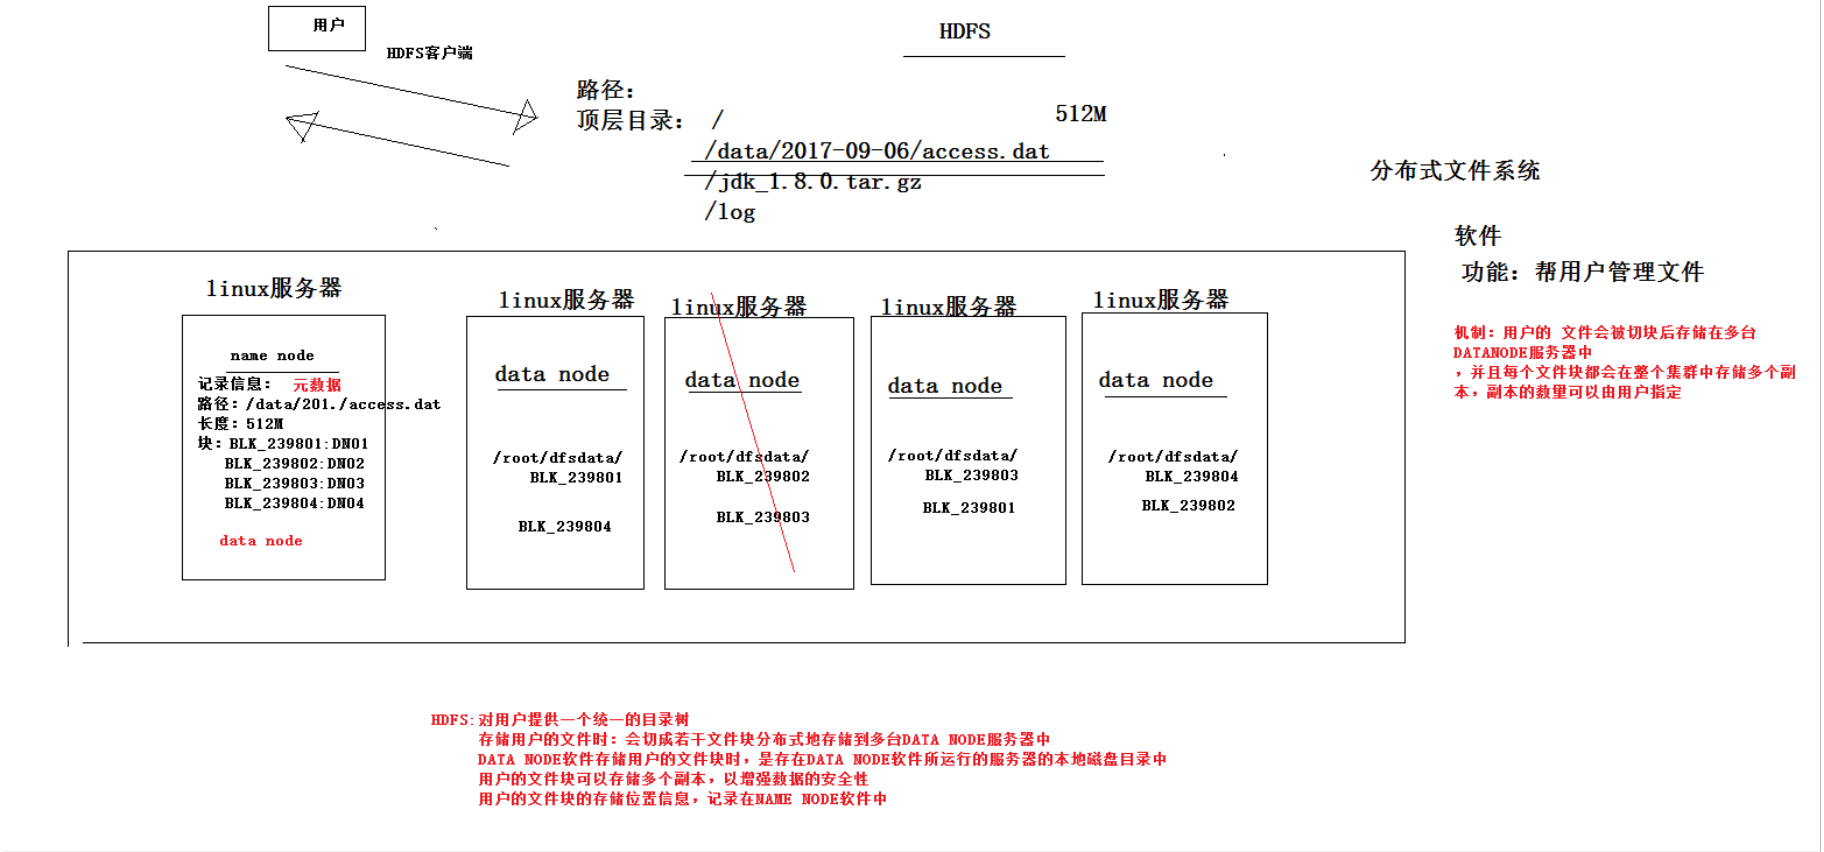 用户
HDFS客户端
HDFS
路径：
顶层目录： /
512M
/data/2017-09-06/access.dat
/jdk_1.8.0.tar.gz
/log
分布式文件系统
软件
功能：帮用户管理文件
机制：用户的 文件会被切块后存储在多台
DATANODE服务器中
，并且每个文件块都会在整个集群中存储多个副
本，副本的数量可以由用户指定
linux服务器
name node
记录信息： 元数据
路径：/data/201./access.dat
长度：512M
块：BLK_239801:DN01
BLK_239802:DN02
BLK_239803:DN03
BLK_239804:DN04
data node
linux服务器
data node
/root/dfsdata/
BLK_239801
BLK_239804
linux服务器
data node
/root/dfsdata/
BLK_239802
BLK_239803
linux服务器
data node
/root/dfsdata/
BLK_239803
BLK_239801
linux服务器
data node
/root/dfsdata/
BLK_239804
BLK_239802
HDFS:对用户提供一个统一的目录树
存储用户的文件时：会切成若干文件块分布式地存储到多台DATA NODE服务器中
DATA NODE软件存储用户的文件块时，是存在DATA NODE软件所运行的服务器的本地磁盘目录中
用户的文件块可以存储多个副本，以增强数据的安全性
用户的文件块的存储位置信息，记录在NAME NODE软件中